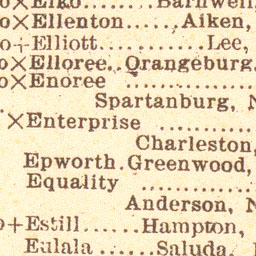 o×Elko......Barnwell,
o×Ellenton......Aiken,
o+Elliott............Lee,
o×Elloree..Orangeburg.
o×Enoree ............
Spartanburg, N
×Enterprise ..........
Charleston,
Epworth.Greenwood,
Equality ............
Anderson, N
o+Estill......Hampton,
Eulala ......Saluda,